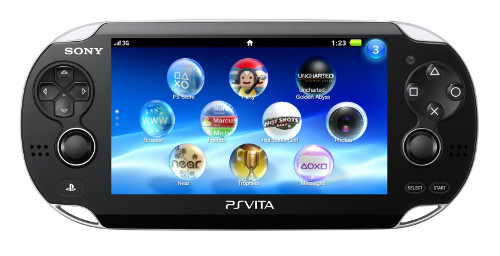 SONY
3G
1:23
3
PS Store
Party
UNCHARTED
Uncharted:
Golden Abyss
WWW
Browser
Marcus
Friends
HOT SHOTS
GOLF
Hot Shots Golf
Photos
near
Near
Trophies
Messages
SELECT
START
PSVITA